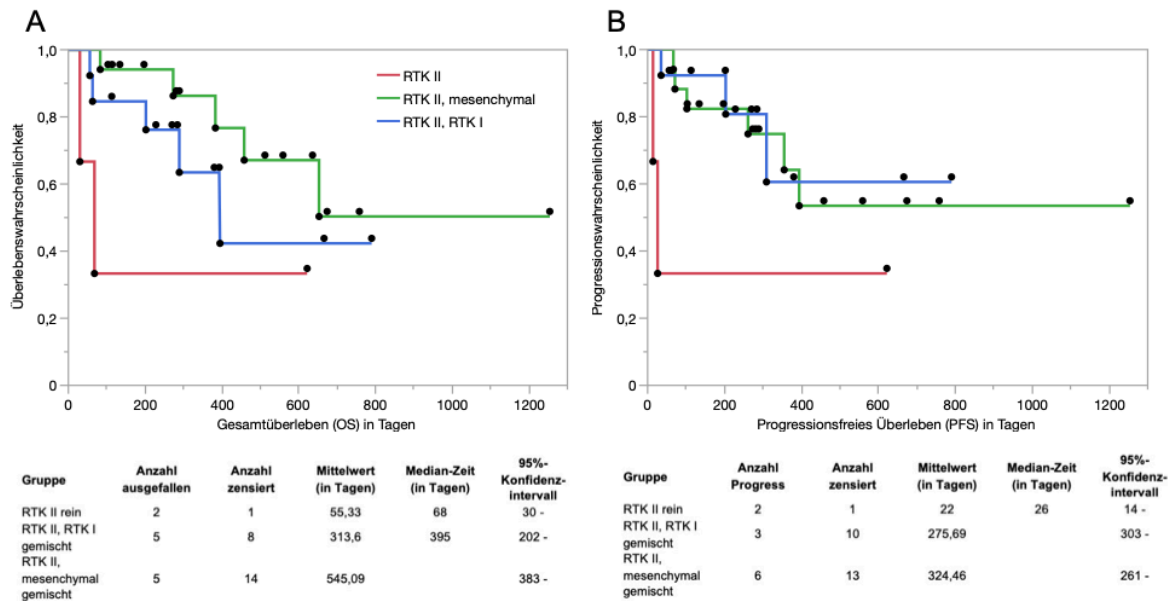 A
B
1,0
0,8
0,6
0,4
0,2
0
Überlebenswahrscheinlichkeit
RTK II
RTK II, mesenchymal
RTK II, RTK I
0 200 400 600 800 1000 1200
Gesamtüberleben (OS) in Tagen
1,0
0,8
0,6
0,4
0,2
0
Progressionswahrscheinlichkeit
0 200 400 600 800 1000 1200
Progressionsfreies Überleben (PFS) in Tagen
Gruppe Anzahl ausgefallen Anzahl zensiert Mittelwert (in Tagen) Median-Zeit (in Tagen) 95%-Konfidenz-intervall
RTK II rein 2 1 55,33 68 30 -
RTK II, RTK I gemischt 5 8 313,6 395 202 -
RTK II, mesenchymal gemischt 5 14 545,09 383 -
Gruppe Anzahl Progress Anzahl zensiert Mittelwert (in Tagen) Median-Zeit (in Tagen) 95%-Konfidenz-intervall
RTK II rein 2 1 22 26 14 -
RTK II, RTK I gemischt 3 10 275,69 303 -
RTK II, mesenchymal gemischt 6 13 324,46 261 -